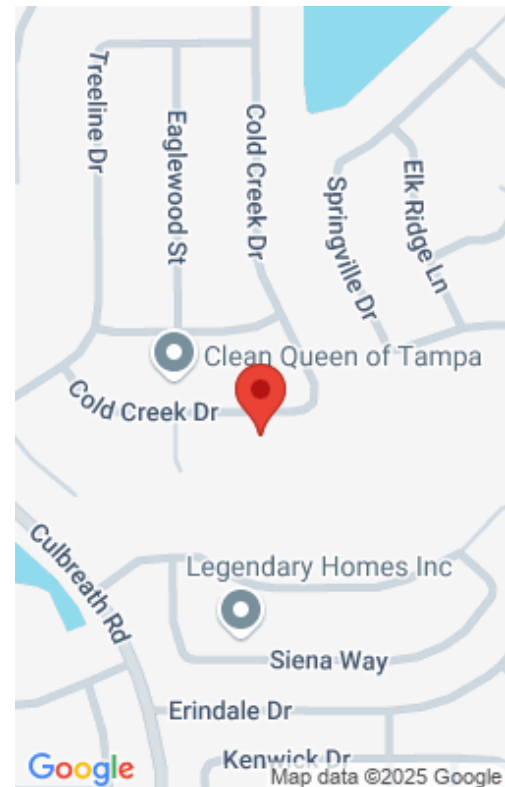 Treeline Dr
Eaglewood St
Cold Creek Dr
Springville Dr
Elk Ridge Ln
Clean Queen of Tampa
Cold Creek Dr
Culbreath Rd
Legendary Homes Inc
Siena Way
Erindale Dr
Kenwick Dr
Google
Map data ©2025 Google